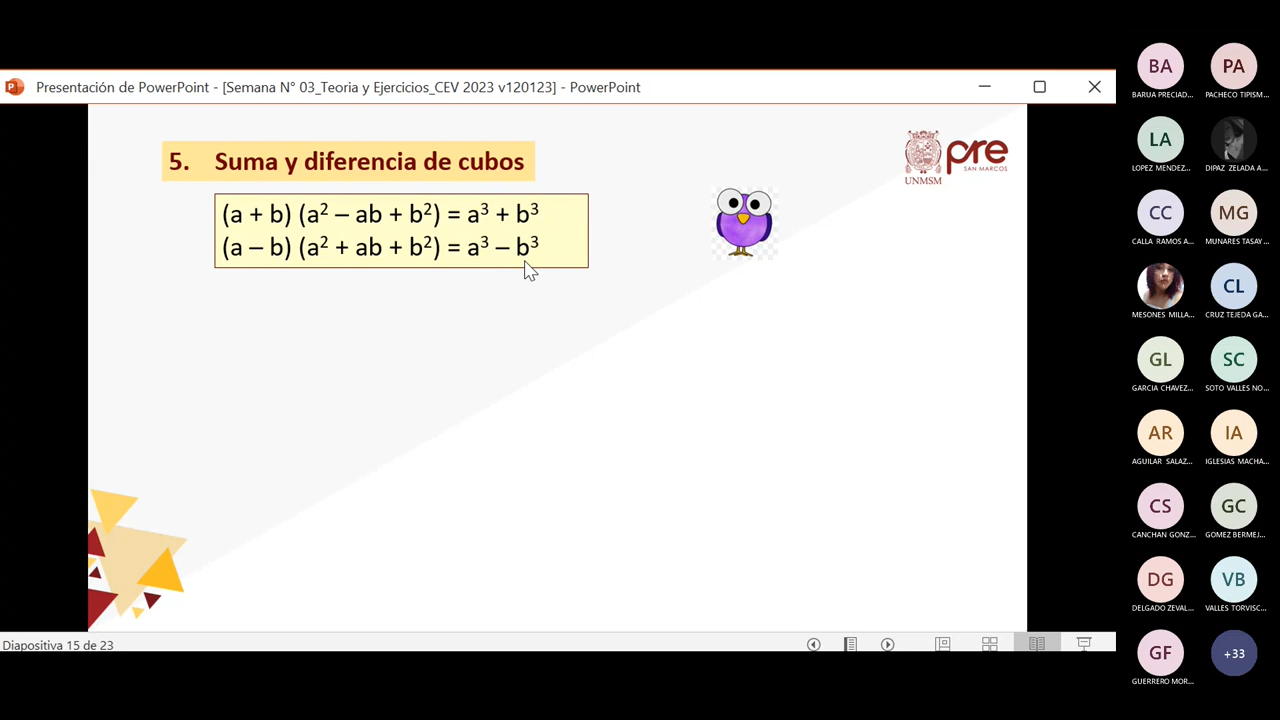 Presentación de PowerPoint - [Semana N° 03_Teoria y Ejercicios_CEV 2023 v120123] - PowerPoint
5. Suma y diferencia de cubos
(a + b) (a² – ab + b²) = a³ + b³
(a – b) (a² + ab + b²) = a³ – b³
UNMSM
pre
SAN MARCOS
Diapositiva 15 de 23
BA
PA
BARUA PRECIAD...
PACHECO TIPISM...
LA
LOPEZ MENDEZ...
DIPAZ ZELADA A...
CC
MG
CALLA RAMOS A...
MUNARES TASAY...
CL
MESONES MILLA...
CRUZ TEJEDA GA...
GL
SC
GARCIA CHAVEZ...
SOTO VALLES NO...
AR
IA
AGUILAR SALAZ...
IGLESIAS MACHA...
CS
GC
CANCHAN GONZ...
GOMEZ BERMEJ...
DG
VB
DELGADO ZEVAL...
VALLES TORVISC...
GF
+33
GUERRERO MOR...